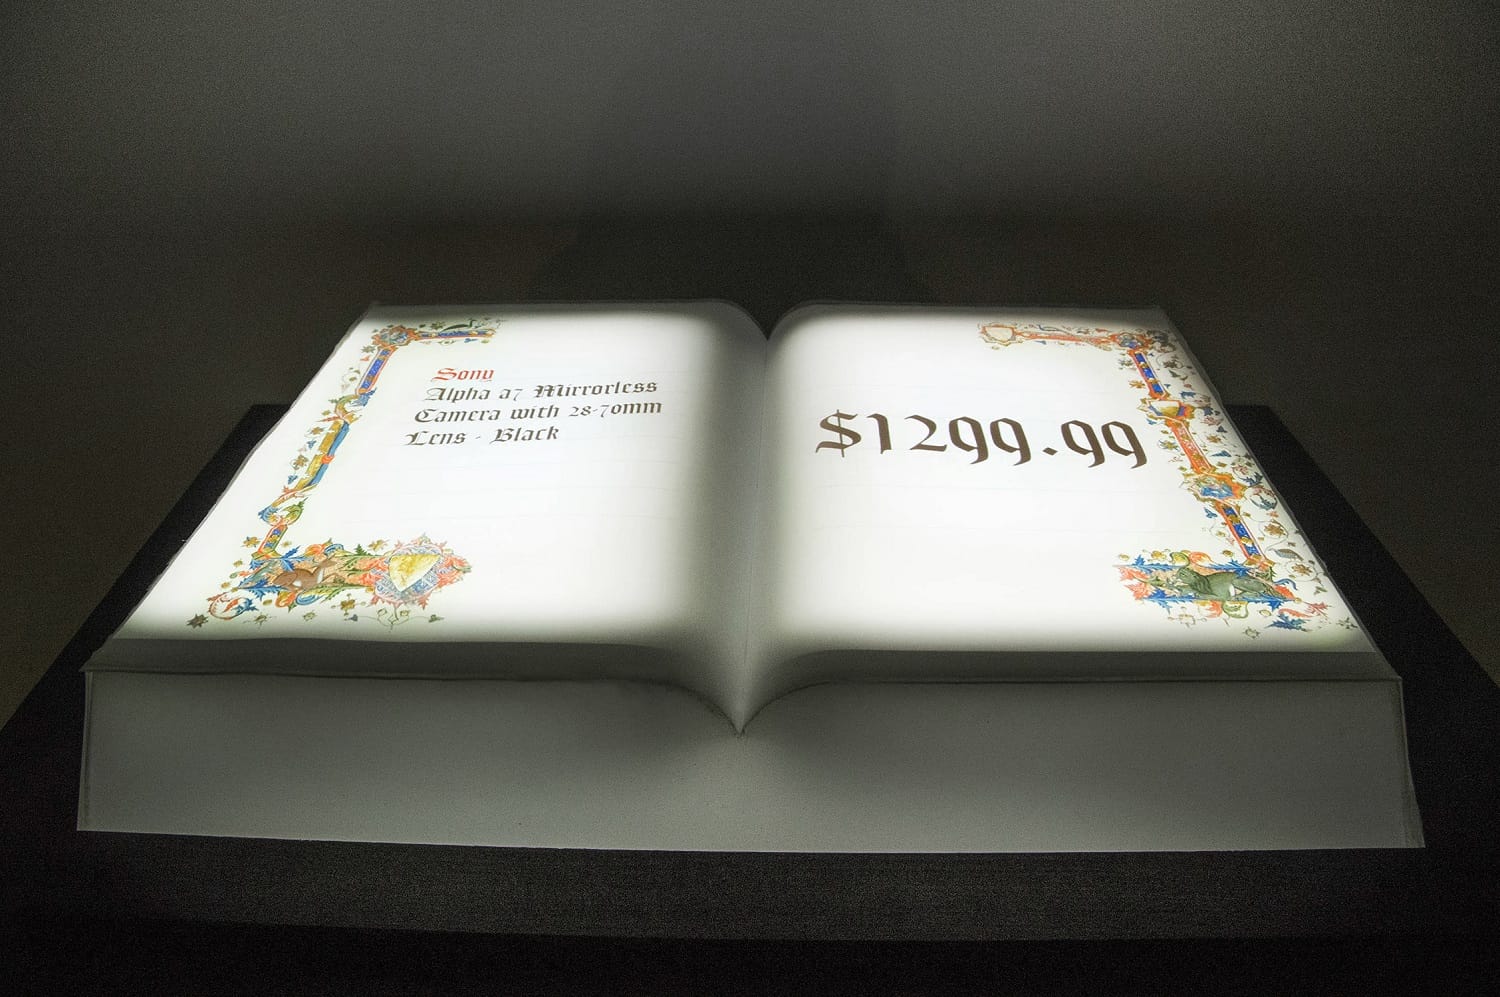 Sony
Alpha a7 Mirrorless
Camera with 28-70mm
Lens - Black
$1299.99